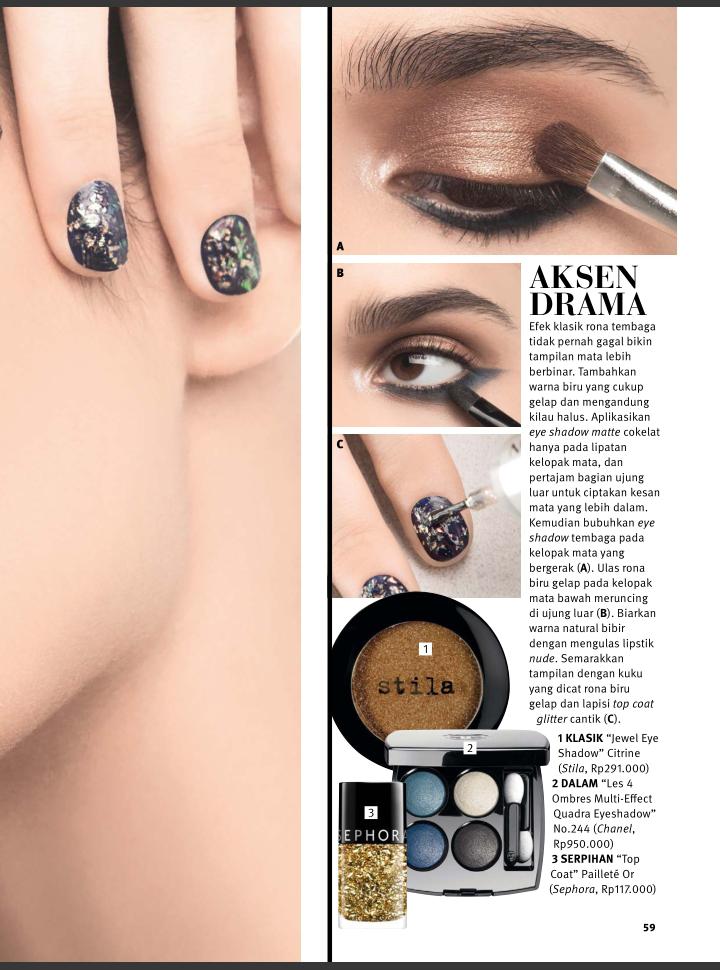 A
B
AKSEN
DRAMA
Efek klasik rona tembaga
tidak pernah gagal bikin
tampilan mata lebih
berbinar. Tambahkan
warna biru yang cukup
gelap dan mengandung
kilau halus. Aplikasikan
eye shadow matte cokelat
hanya pada lipatan
kelopak mata, dan
pertajam bagian ujung
luar untuk ciptakan kesan
mata yang lebih dalam.
Kemudian bubuhkan eye
shadow tembaga pada
kelopak mata yang
bergerak (A). Ulas rona
biru gelap pada kelopak
mata bawah meruncing
di ujung luar (B). Biarkan
warna natural bibir
dengan mengulas lipstik
nude. Semarakkan
tampilan dengan kuku
yang dicat rona biru
gelap dan lapisi top coat
glitter cantik (C).
C
1
stila
2
3
SEPHORA
1 KLASIK “Jewel Eye
Shadow” Citrine
(Stila, Rp291.000)
2 DALAM “Les 4
Ombres Multi-Effect
Quadra Eyeshadow”
No.244 (Chanel,
Rp950.000)
3 SERPIHAN “Top
Coat” Pailleté Or
(Sephora, Rp117.000)
59